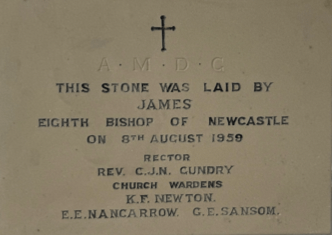 A·M·D·G
THIS STONE WAS LAID BY
JAMES
EIGHTH BISHOP OF NEWCASTLE
ON 8TH AUGUST 1959
RECTOR
REV. C.J.N. GUNDRY
CHURCH WARDENS
K.F. NEWTON.
E.E. NANCARROW. G.E. SANSOM.